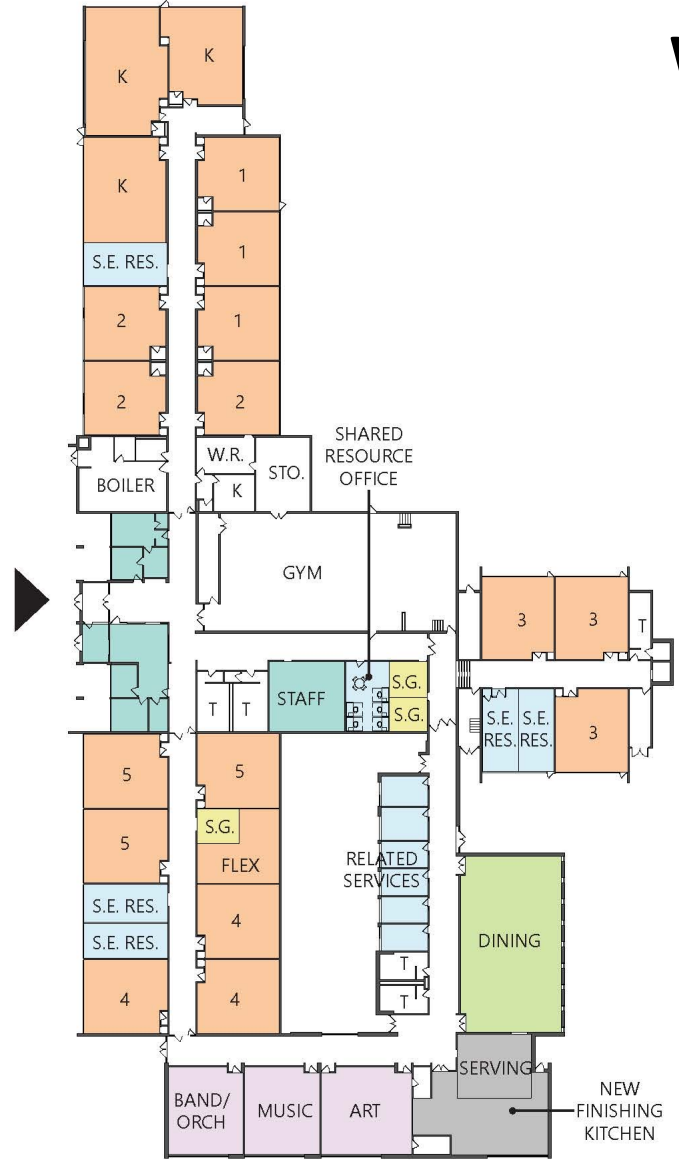 K
K
K
1
1
S.E. RES.
2
1
2
2
SHARED
RESOURCE
OFFICE
W.R.
STO.
BOILER
K
GYM
3
3
T
STAFF
S.G.
S.G.
T
T
S.E.
RES.
S.E.
RES.
3
5
5
S.G.
5
FLEX
RELATED
SERVICES
S.E. RES.
S.E. RES.
4
DINING
4
4
T
T
SERVING
BAND/
ORCH
MUSIC
ART
NEW
FINISHING
KITCHEN